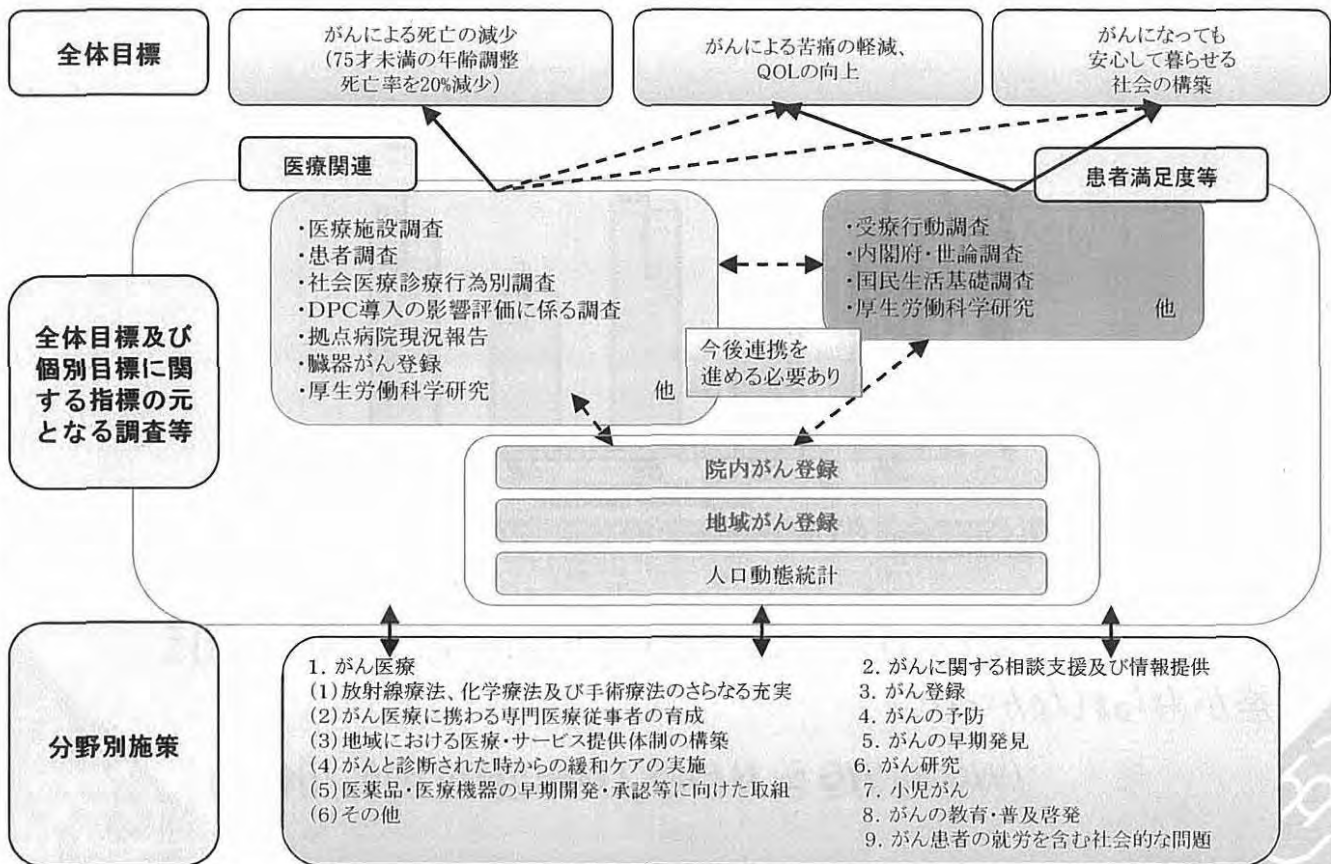 全体目標
がんによる死亡の減少
(75才未満の年齢調整
死亡率を20%減少)
がんによる苦痛の軽減、
QOLの向上
がんになっても
安心して暮らせる
社会の構築
医療関連
患者満足度等
全体目標及び
個別目標に関
する指標の元
となる調査等
・医療施設調査
・患者調査
・社会医療診療行為別調査
・DPC導入の影響評価に係る調査
・拠点病院現況報告
・臓器がん登録
・厚生労働科学研究 他
・受療行動調査
・内閣府・世論調査
・国民生活基礎調査
・厚生労働科学研究 他
今後連携を
進める必要あり
院内がん登録
地域がん登録
人口動態統計
分野別施策
1. がん医療
(1)放射線療法、化学療法及び手術療法のさらなる充実
(2)がん医療に携わる専門医療従事者の育成
(3)地域における医療・サービス提供体制の構築
(4)がんと診断された時からの緩和ケアの実施
(5)医薬品・医療機器の早期開発・承認等に向けた取組
(6)その他
2. がんに関する相談支援及び情報提供
3. がん登録
4. がんの予防
5. がんの早期発見
6. がん研究
7. 小児がん
8. がんの教育・普及啓発
9. がん患者の就労を含む社会的な問題